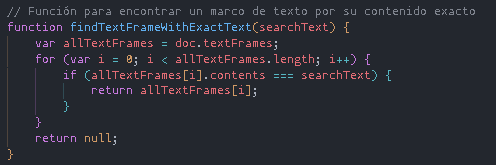 // Función para encontrar un marco de texto por su contenido exacto
function findTextFrameWithExactText(searchText) {
    var allTextFrames = doc.textFrames;
    for (var i = 0; i < allTextFrames.length; i++) {
        if (allTextFrames[i].contents === searchText) {
            return allTextFrames[i];
        }
    }
    return null;
}